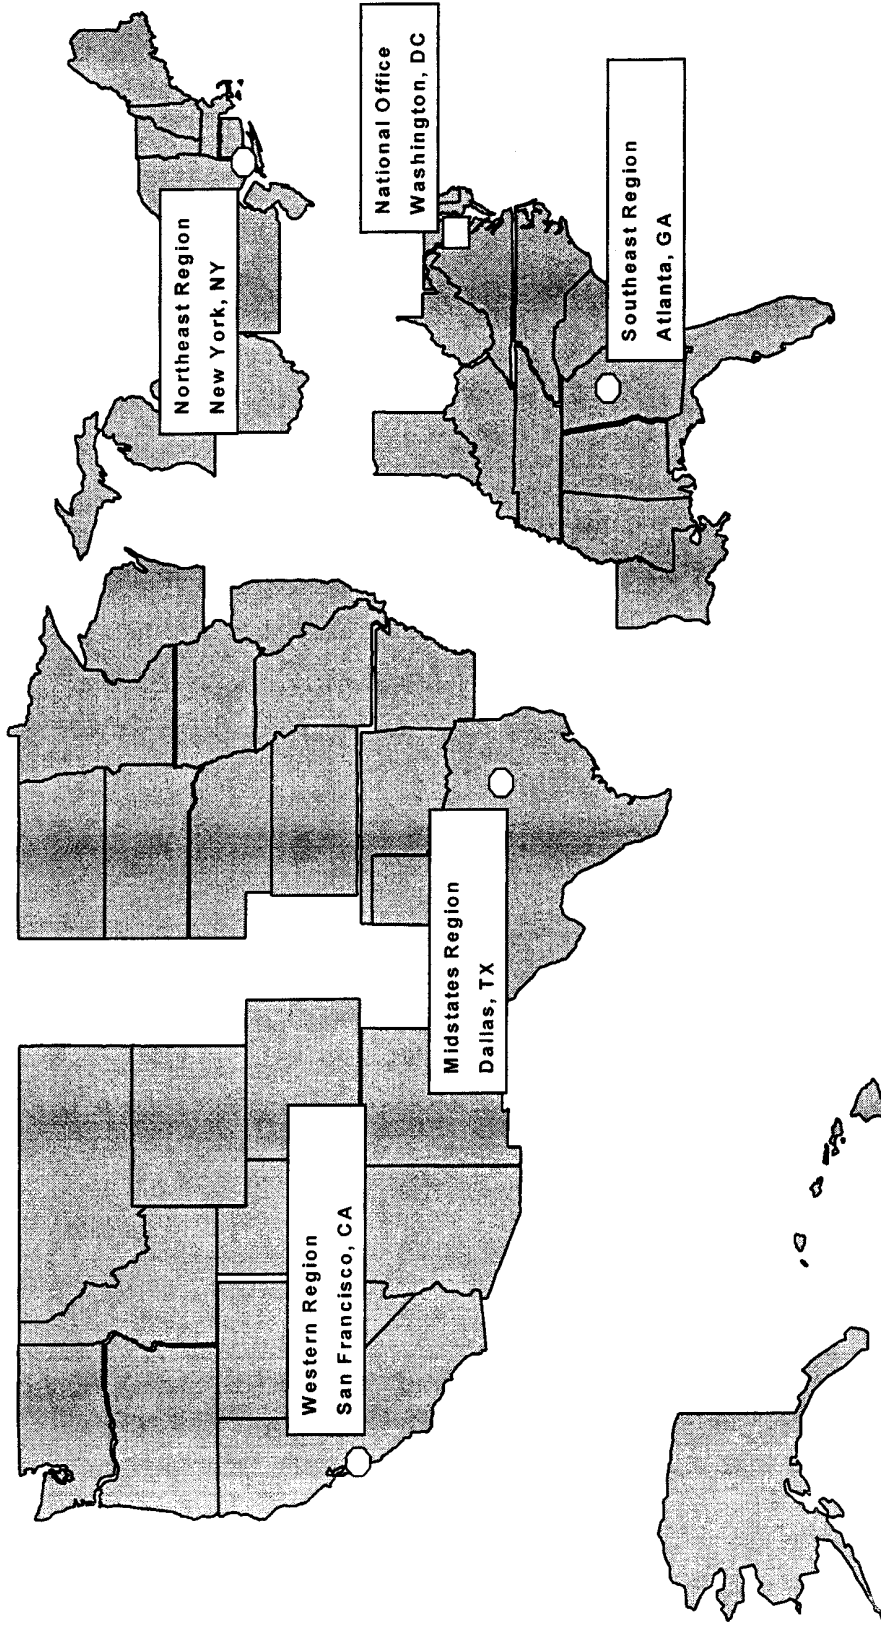 Western Region
San Francisco, CA
Midstates Region
Dallas, TX
Northeast Region
New York, NY
National Office
Washington, DC
Southeast Region
Atlanta, GA